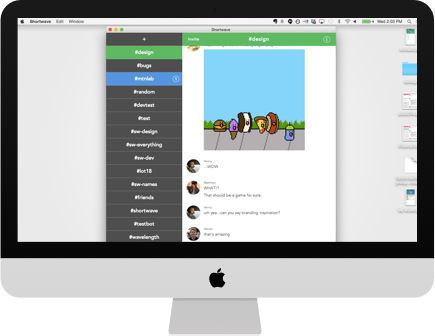 Shortwave Edit Window
Wed 2:05 PM
Shortwave
+
#design
#bugs
#mtnlab
#random
#devtest
#test
#sw-design
#sw-everything
#sw-dev
#lot18
#sw-names
#friends
#shortwave
#testbot
#wavelength
Invite
#design
...WOW
WHAT!?
That should be a game for sure.
um yes...can you say branding inspiration?
that's amazing